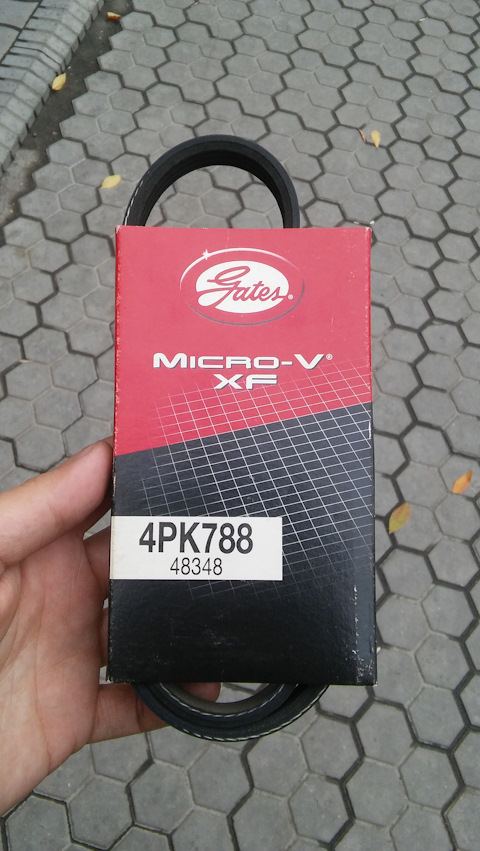 Gates®
MICRO-V®
XF
4PK788
48348